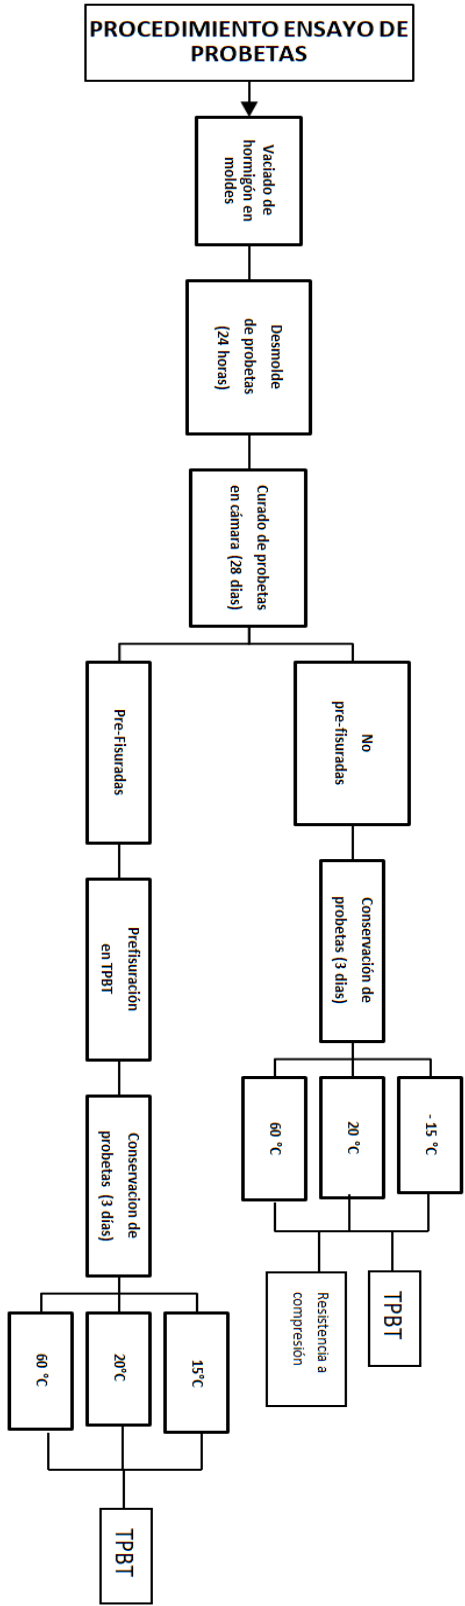 PROCEDIMIENTO ENSAYO DE
PROBETAS
Vaciado de
hormigón en
moldes
Desmolde
de probetas
(24 horas)
Curado de probetas
en cámara (28 dias)
No
pre-fisuradas
Conservación de
probetas (3 dias)
- 15 °C
20 °C
60 °C
TPBT
Resistencia a
compresión
Pre-Fisuradas
Prefisuración
en TPBT
Conservacion de
probetas (3 días)
15°C
20°C
60 °C
TPBT